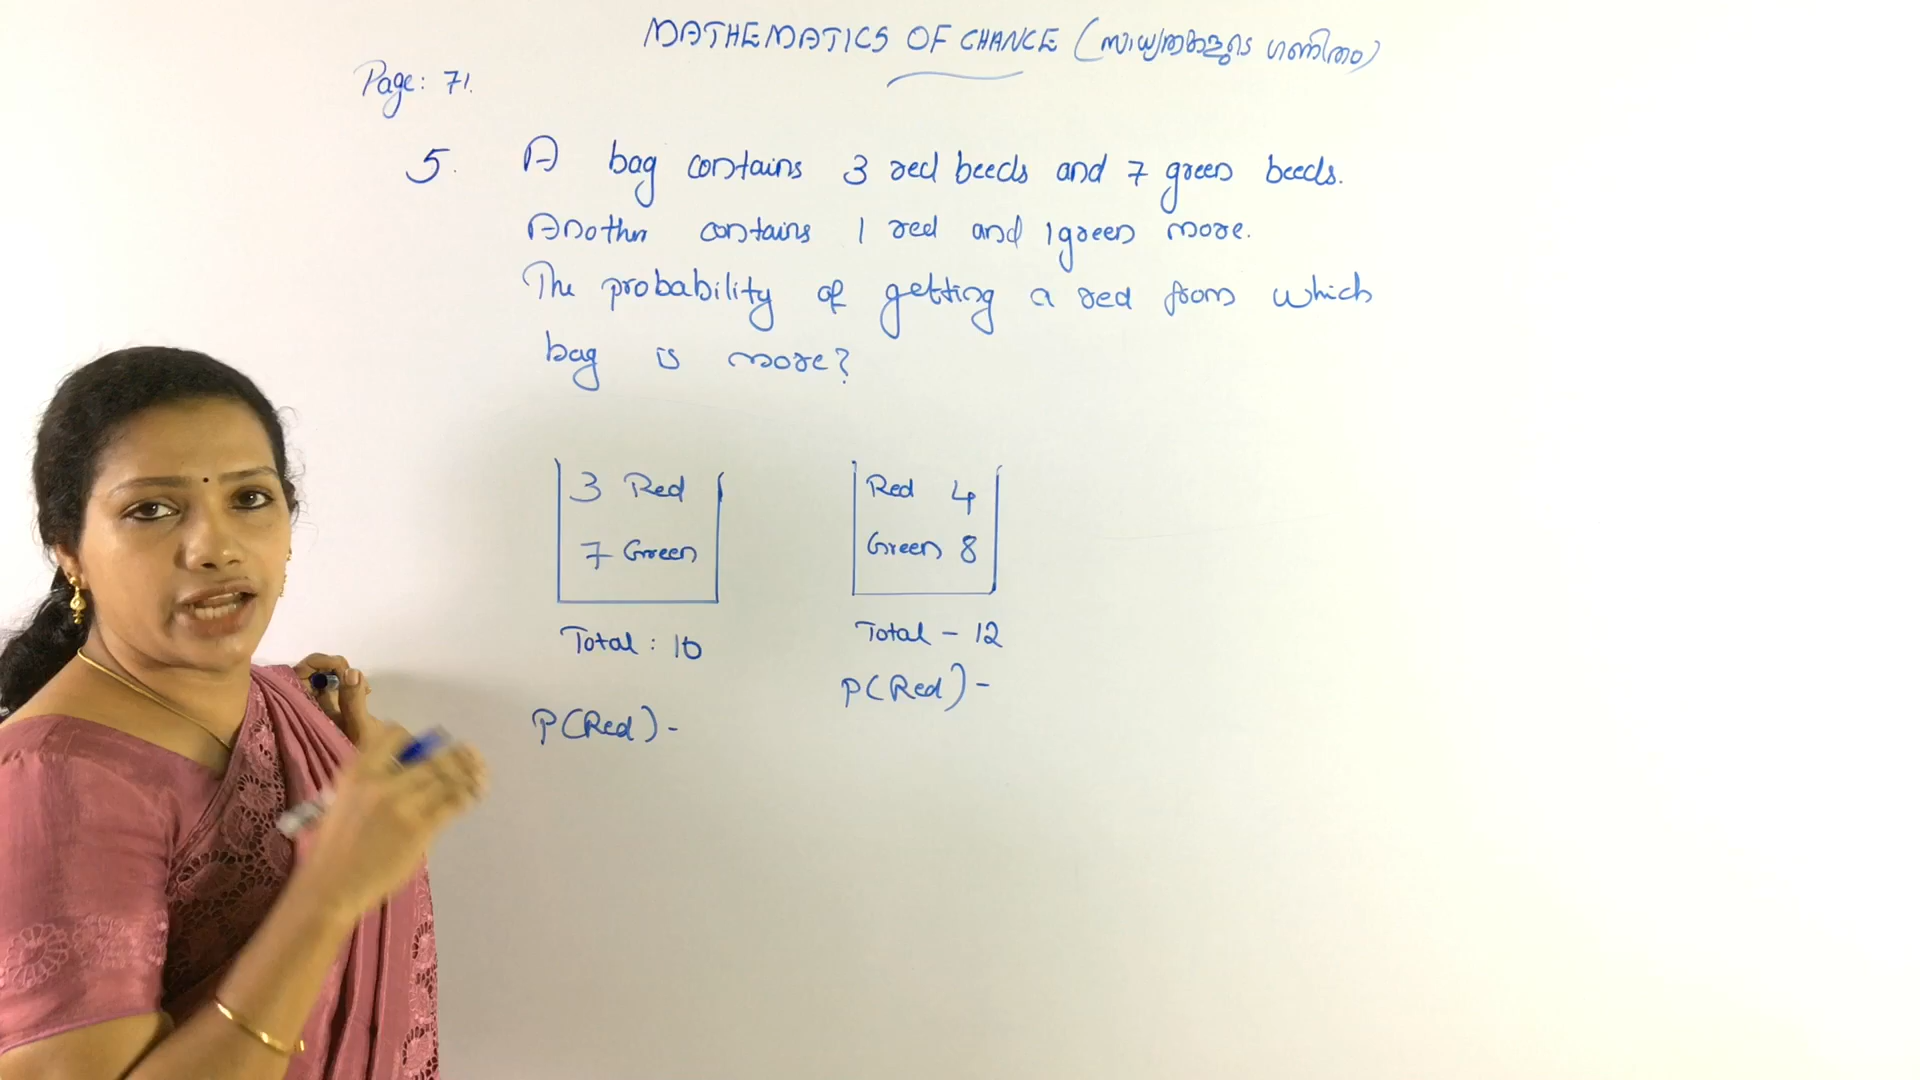 MATHEMATICS OF CHANCE (സാധ്യതകളുടെ ഗണിതം)
Page: 71.
5. A bag contains 3 red beeds and 7 green beeds.
Another contains 1 red and 1 green more.
The probability of getting a red from which
bag is more?
3 Red
7 Green
Total : 10
P(Red) -
Red 4
Green 8
Total - 12
P(Red) -